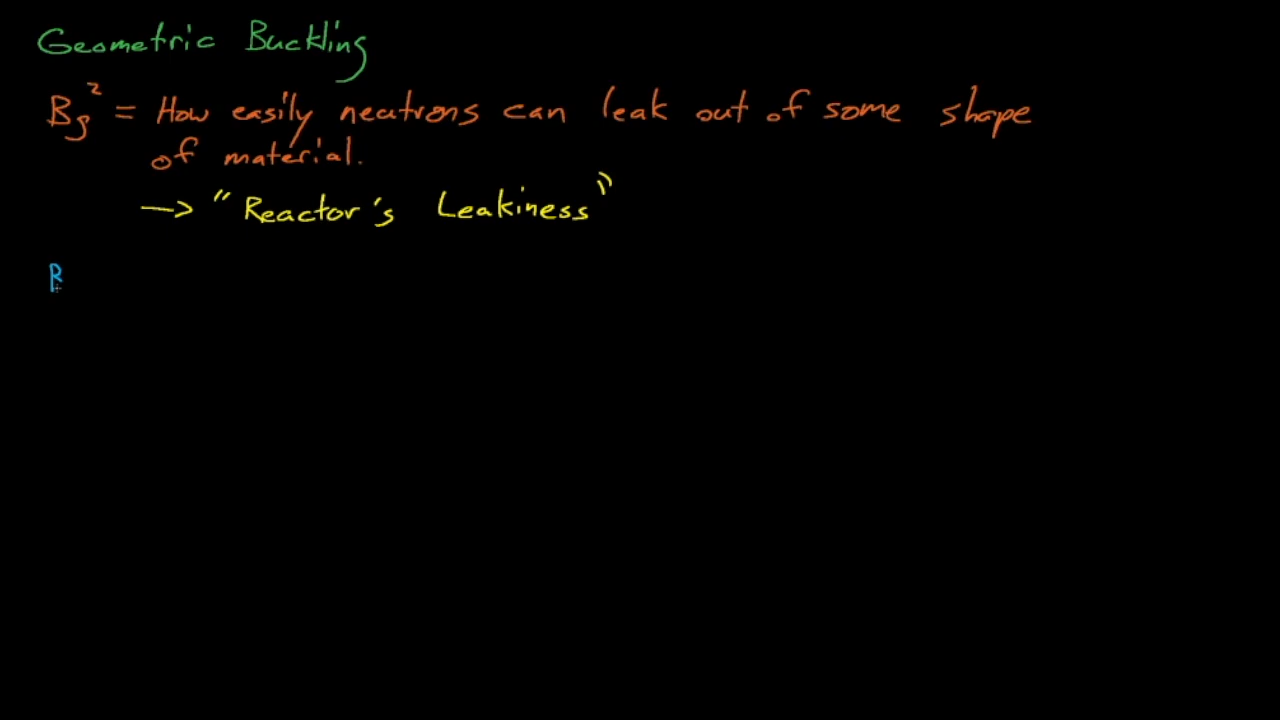 Geometric Buckling
Bg² = How easily neutrons can leak out of some shape
of material.
→ "Reactor's Leakiness"
B